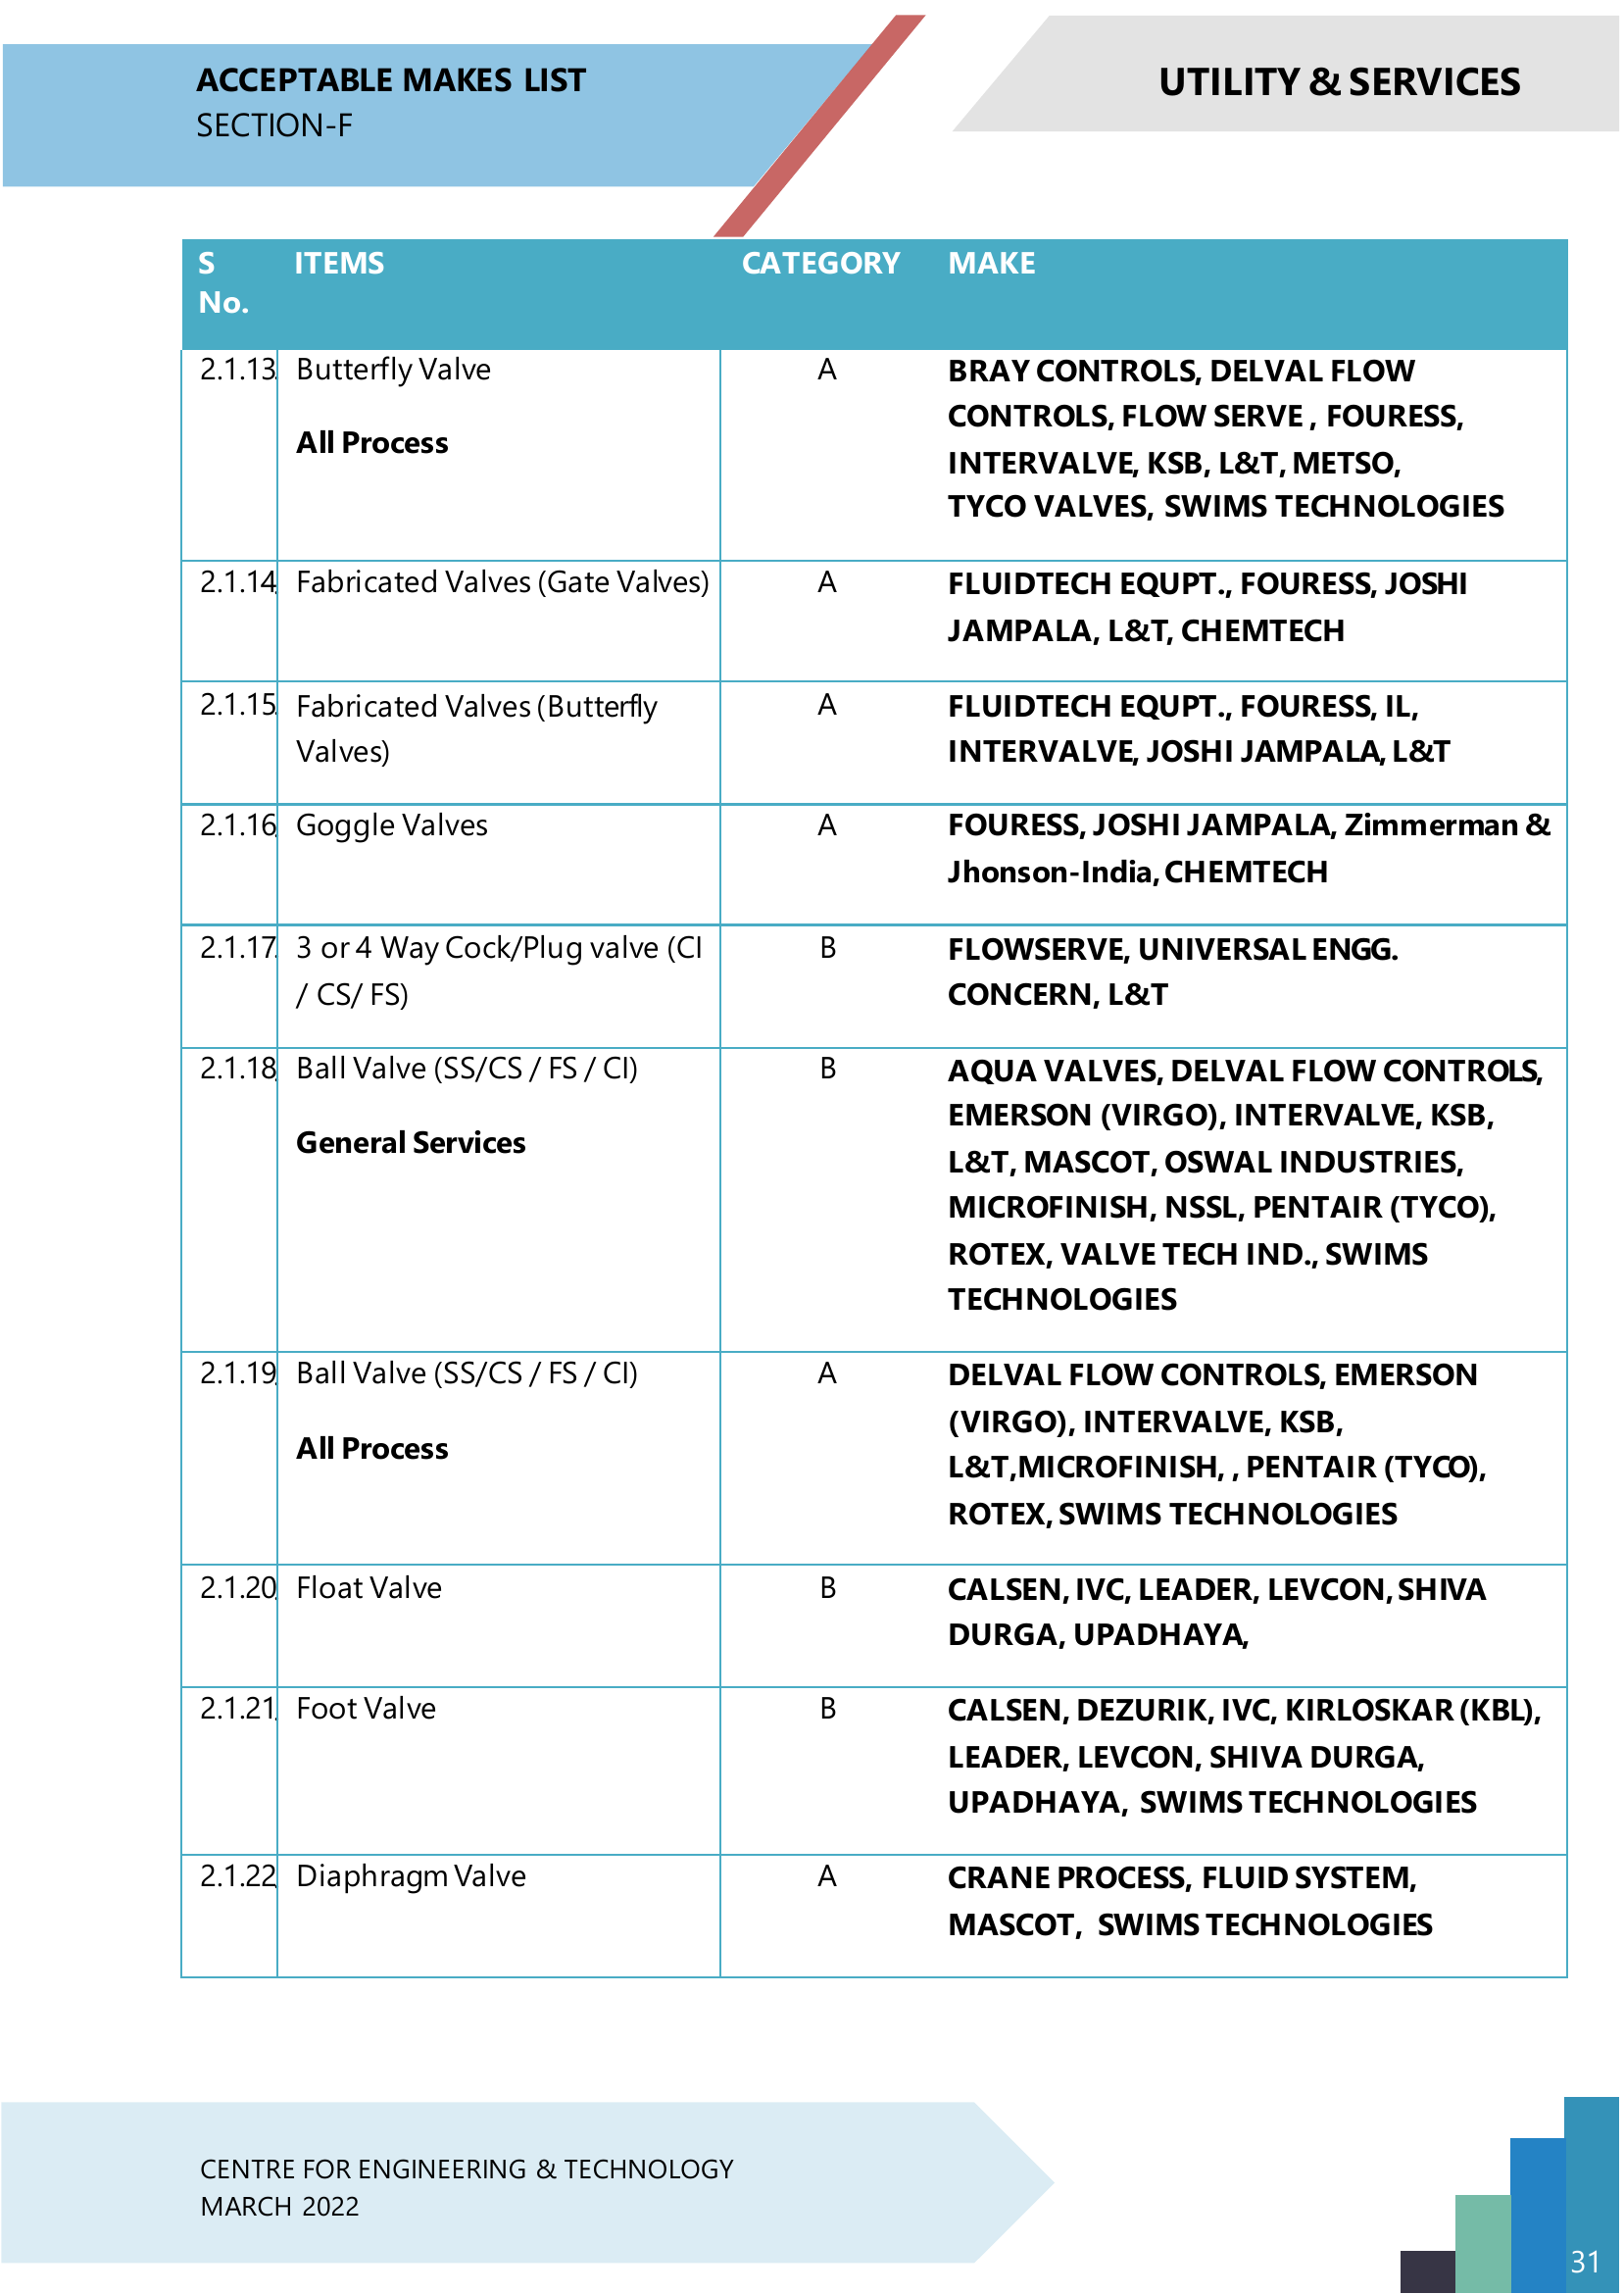 ACCEPTABLE MAKES LIST
SECTION-F
UTILITY & SERVICES
S No. ITEMS CATEGORY MAKE
2.1.13. Butterfly Valve A BRAY CONTROLS, DELVAL FLOW
CONTROLS, FLOW SERVE , FOURESS,
All Process
INTERVALVE, KSB, L&T, METSO,
TYCO VALVES, SWIMS TECHNOLOGIES
2.1.14. Fabricated Valves (Gate Valves) A FLUIDTECH EQUPT., FOURESS, JOSHI
JAMPALA, L&T, CHEMTECH
2.1.15. Fabricated Valves (Butterfly A FLUIDTECH EQUPT., FOURESS, IL,
Valves) INTERVALVE, JOSHI JAMPALA, L&T
2.1.16. Goggle Valves A FOURESS, JOSHI JAMPALA, Zimmerman &
Jhonson-India, CHEMTECH
2.1.17. 3 or 4 Way Cock/Plug valve (CI B FLOWSERVE, UNIVERSAL ENGG.
/ CS/ FS) CONCERN, L&T
2.1.18. Ball Valve (SS/CS / FS / CI) B AQUA VALVES, DELVAL FLOW CONTROLS,
EMERSON (VIRGO), INTERVALVE, KSB,
General Services
L&T, MASCOT, OSWAL INDUSTRIES,
MICROFINISH, NSSL, PENTAIR (TYCO),
ROTEX, VALVE TECH IND., SWIMS
TECHNOLOGIES
2.1.19. Ball Valve (SS/CS / FS / CI) A DELVAL FLOW CONTROLS, EMERSON
(VIRGO), INTERVALVE, KSB,
All Process
L&T,MICROFINISH, , PENTAIR (TYCO),
ROTEX, SWIMS TECHNOLOGIES
2.1.20. Float Valve B CALSEN, IVC, LEADER, LEVCON, SHIVA
DURGA, UPADHAYA,
2.1.21. Foot Valve B CALSEN, DEZURIK, IVC, KIRLOSKAR (KBL),
LEADER, LEVCON, SHIVA DURGA,
UPADHAYA, SWIMS TECHNOLOGIES
2.1.22. Diaphragm Valve A CRANE PROCESS, FLUID SYSTEM,
MASCOT, SWIMS TECHNOLOGIES
CENTRE FOR ENGINEERING & TECHNOLOGY
MARCH 2022
31